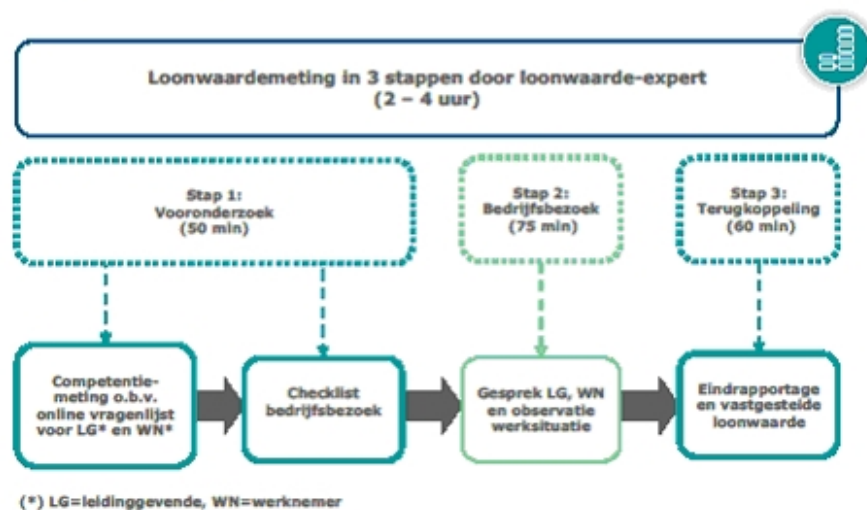 Loonwaardemeting in 3 stappen door loonwaarde-expert
(2 – 4 uur)
Stap 1:
Vooronderzoek
(50 min)
Stap 2:
Bedrijfsbezoek
(75 min)
Stap 3:
Terugkoppeling
(60 min)
Competentie-
meting o.b.v.
online vragenlijst
voor LG* en WN*
Checklist
bedrijfsbezoek
Gesprek LG, WN
en observatie
werksituatie
Eindrapportage
en vastgestelde
loonwaarde
(*) LG=leidinggevende, WN=werknemer